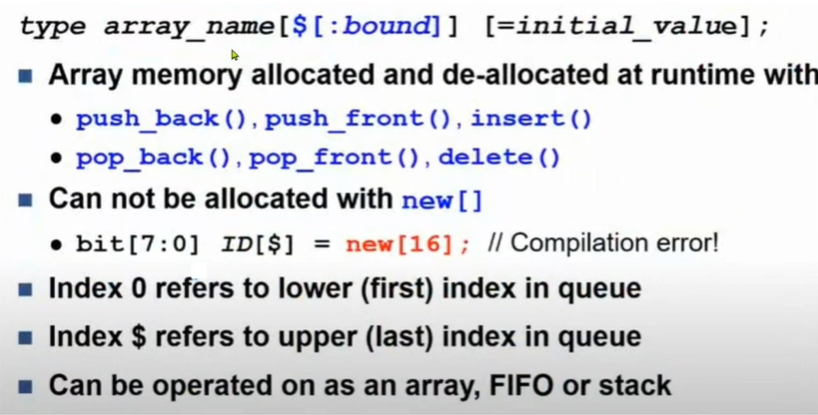 type array_name[$[:bound]] [=initial_value];
■ Array memory allocated and de-allocated at runtime with
• push_back(), push_front(), insert()
• pop_back(), pop_front(), delete()
■ Can not be allocated with new[]
• bit[7:0] ID[$] = new[16]; // Compilation error!
■ Index 0 refers to lower (first) index in queue
■ Index $ refers to upper (last) index in queue
■ Can be operated on as an array, FIFO or stack